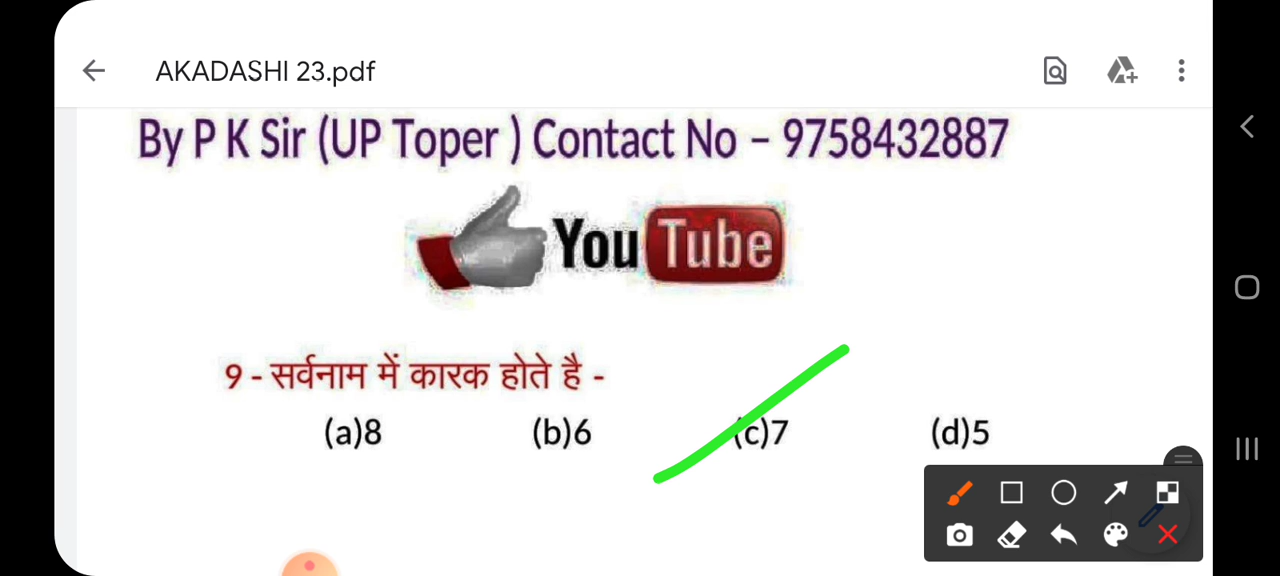 AKADASHI 23.pdf
By P K Sir (UP Toper ) Contact No – 9758432887
YouTube
9 - सर्वनाम में कारक होते है -
(a)8 (b)6 (c)7 (d)5